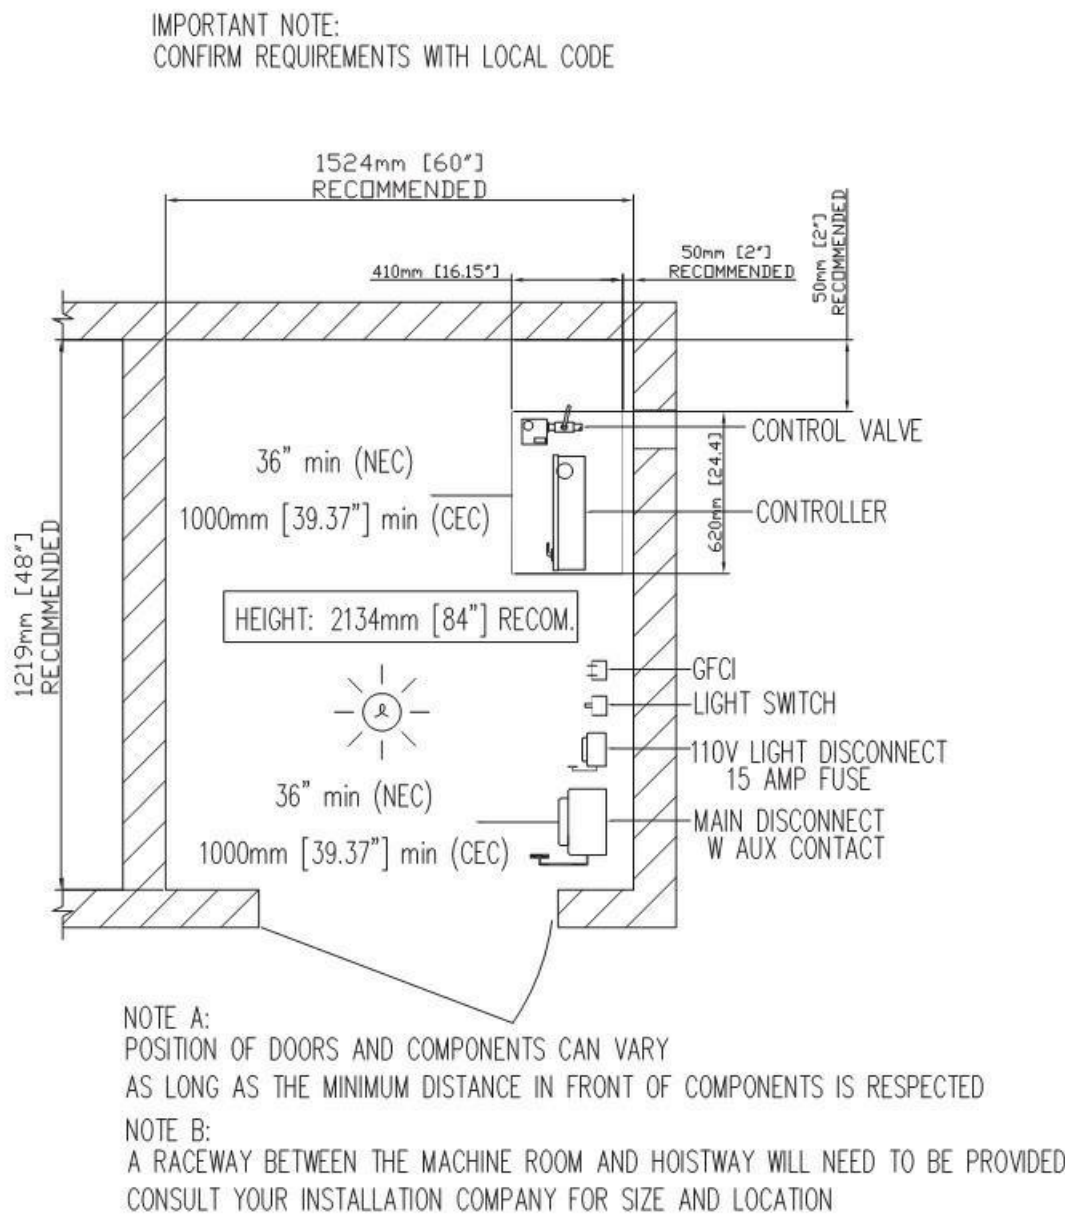 IMPORTANT NOTE:
CONFIRM REQUIREMENTS WITH LOCAL CODE
1524mm [60"]
RECOMMENDED
50mm [2"]
RECOMMENDED
410mm [16.15"]
50mm [2"]
RECOMMENDED
CONTROL VALVE
36" min (NEC)
1000mm [39.37"] min (CEC)
620mm [24.4]
CONTROLLER
1219mm [48"]
RECOMMENDED
HEIGHT: 2134mm [84"] RECOM.
GFCI
LIGHT SWITCH
110V LIGHT DISCONNECT
15 AMP FUSE
36" min (NEC)
1000mm [39.37"] min (CEC)
MAIN DISCONNECT
W AUX CONTACT
NOTE A:
POSITION OF DOORS AND COMPONENTS CAN VARY
AS LONG AS THE MINIMUM DISTANCE IN FRONT OF COMPONENTS IS RESPECTED
NOTE B:
A RACEWAY BETWEEN THE MACHINE ROOM AND HOISTWAY WILL NEED TO BE PROVIDED
CONSULT YOUR INSTALLATION COMPANY FOR SIZE AND LOCATION